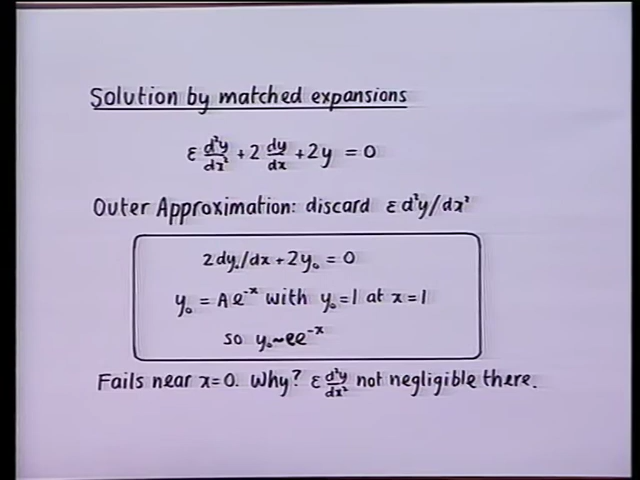 Solution by matched expansions
ε d²y/dx² + 2 dy/dx + 2y = 0
Outer Approximation: discard ε d²y/dx²
2dy₀/dx + 2y₀ = 0
y₀ = Ae⁻ˣ with y₀=1 at x=1
so y₀~ee⁻ˣ
Fails near x=0. Why? ε d²y/dx² not negligible there.